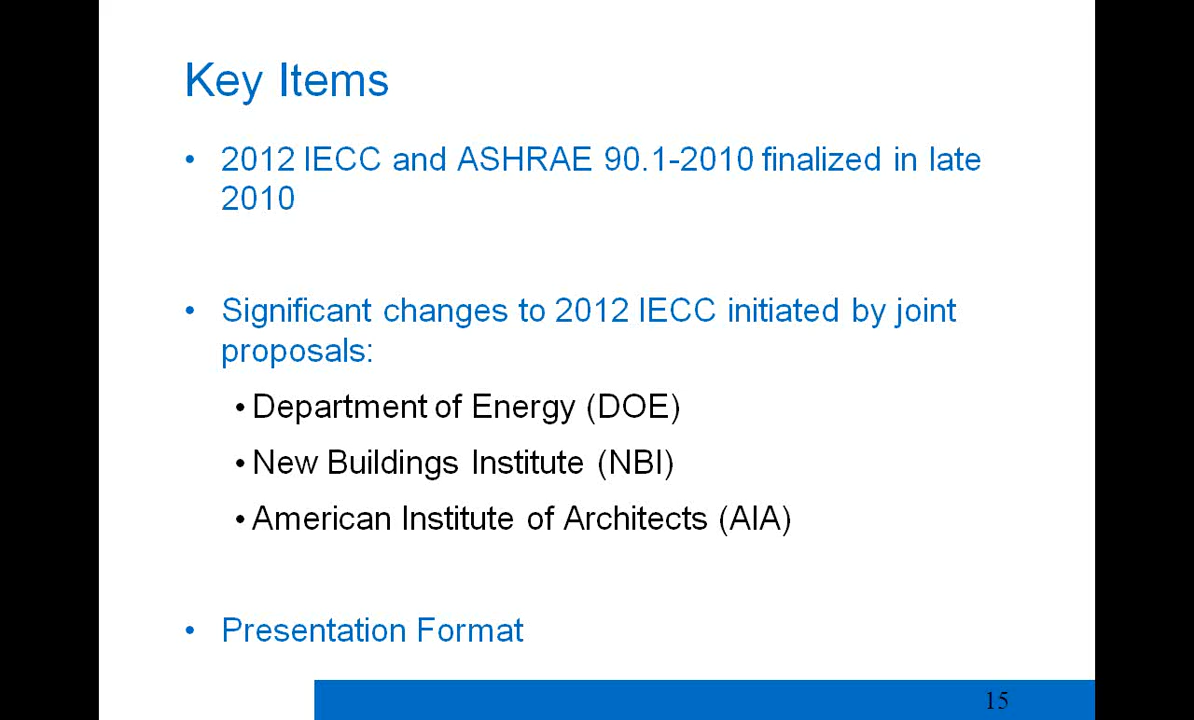 Key Items
• 2012 IECC and ASHRAE 90.1-2010 finalized in late
2010
• Significant changes to 2012 IECC initiated by joint
proposals:
• Department of Energy (DOE)
• New Buildings Institute (NBI)
• American Institute of Architects (AIA)
• Presentation Format
15